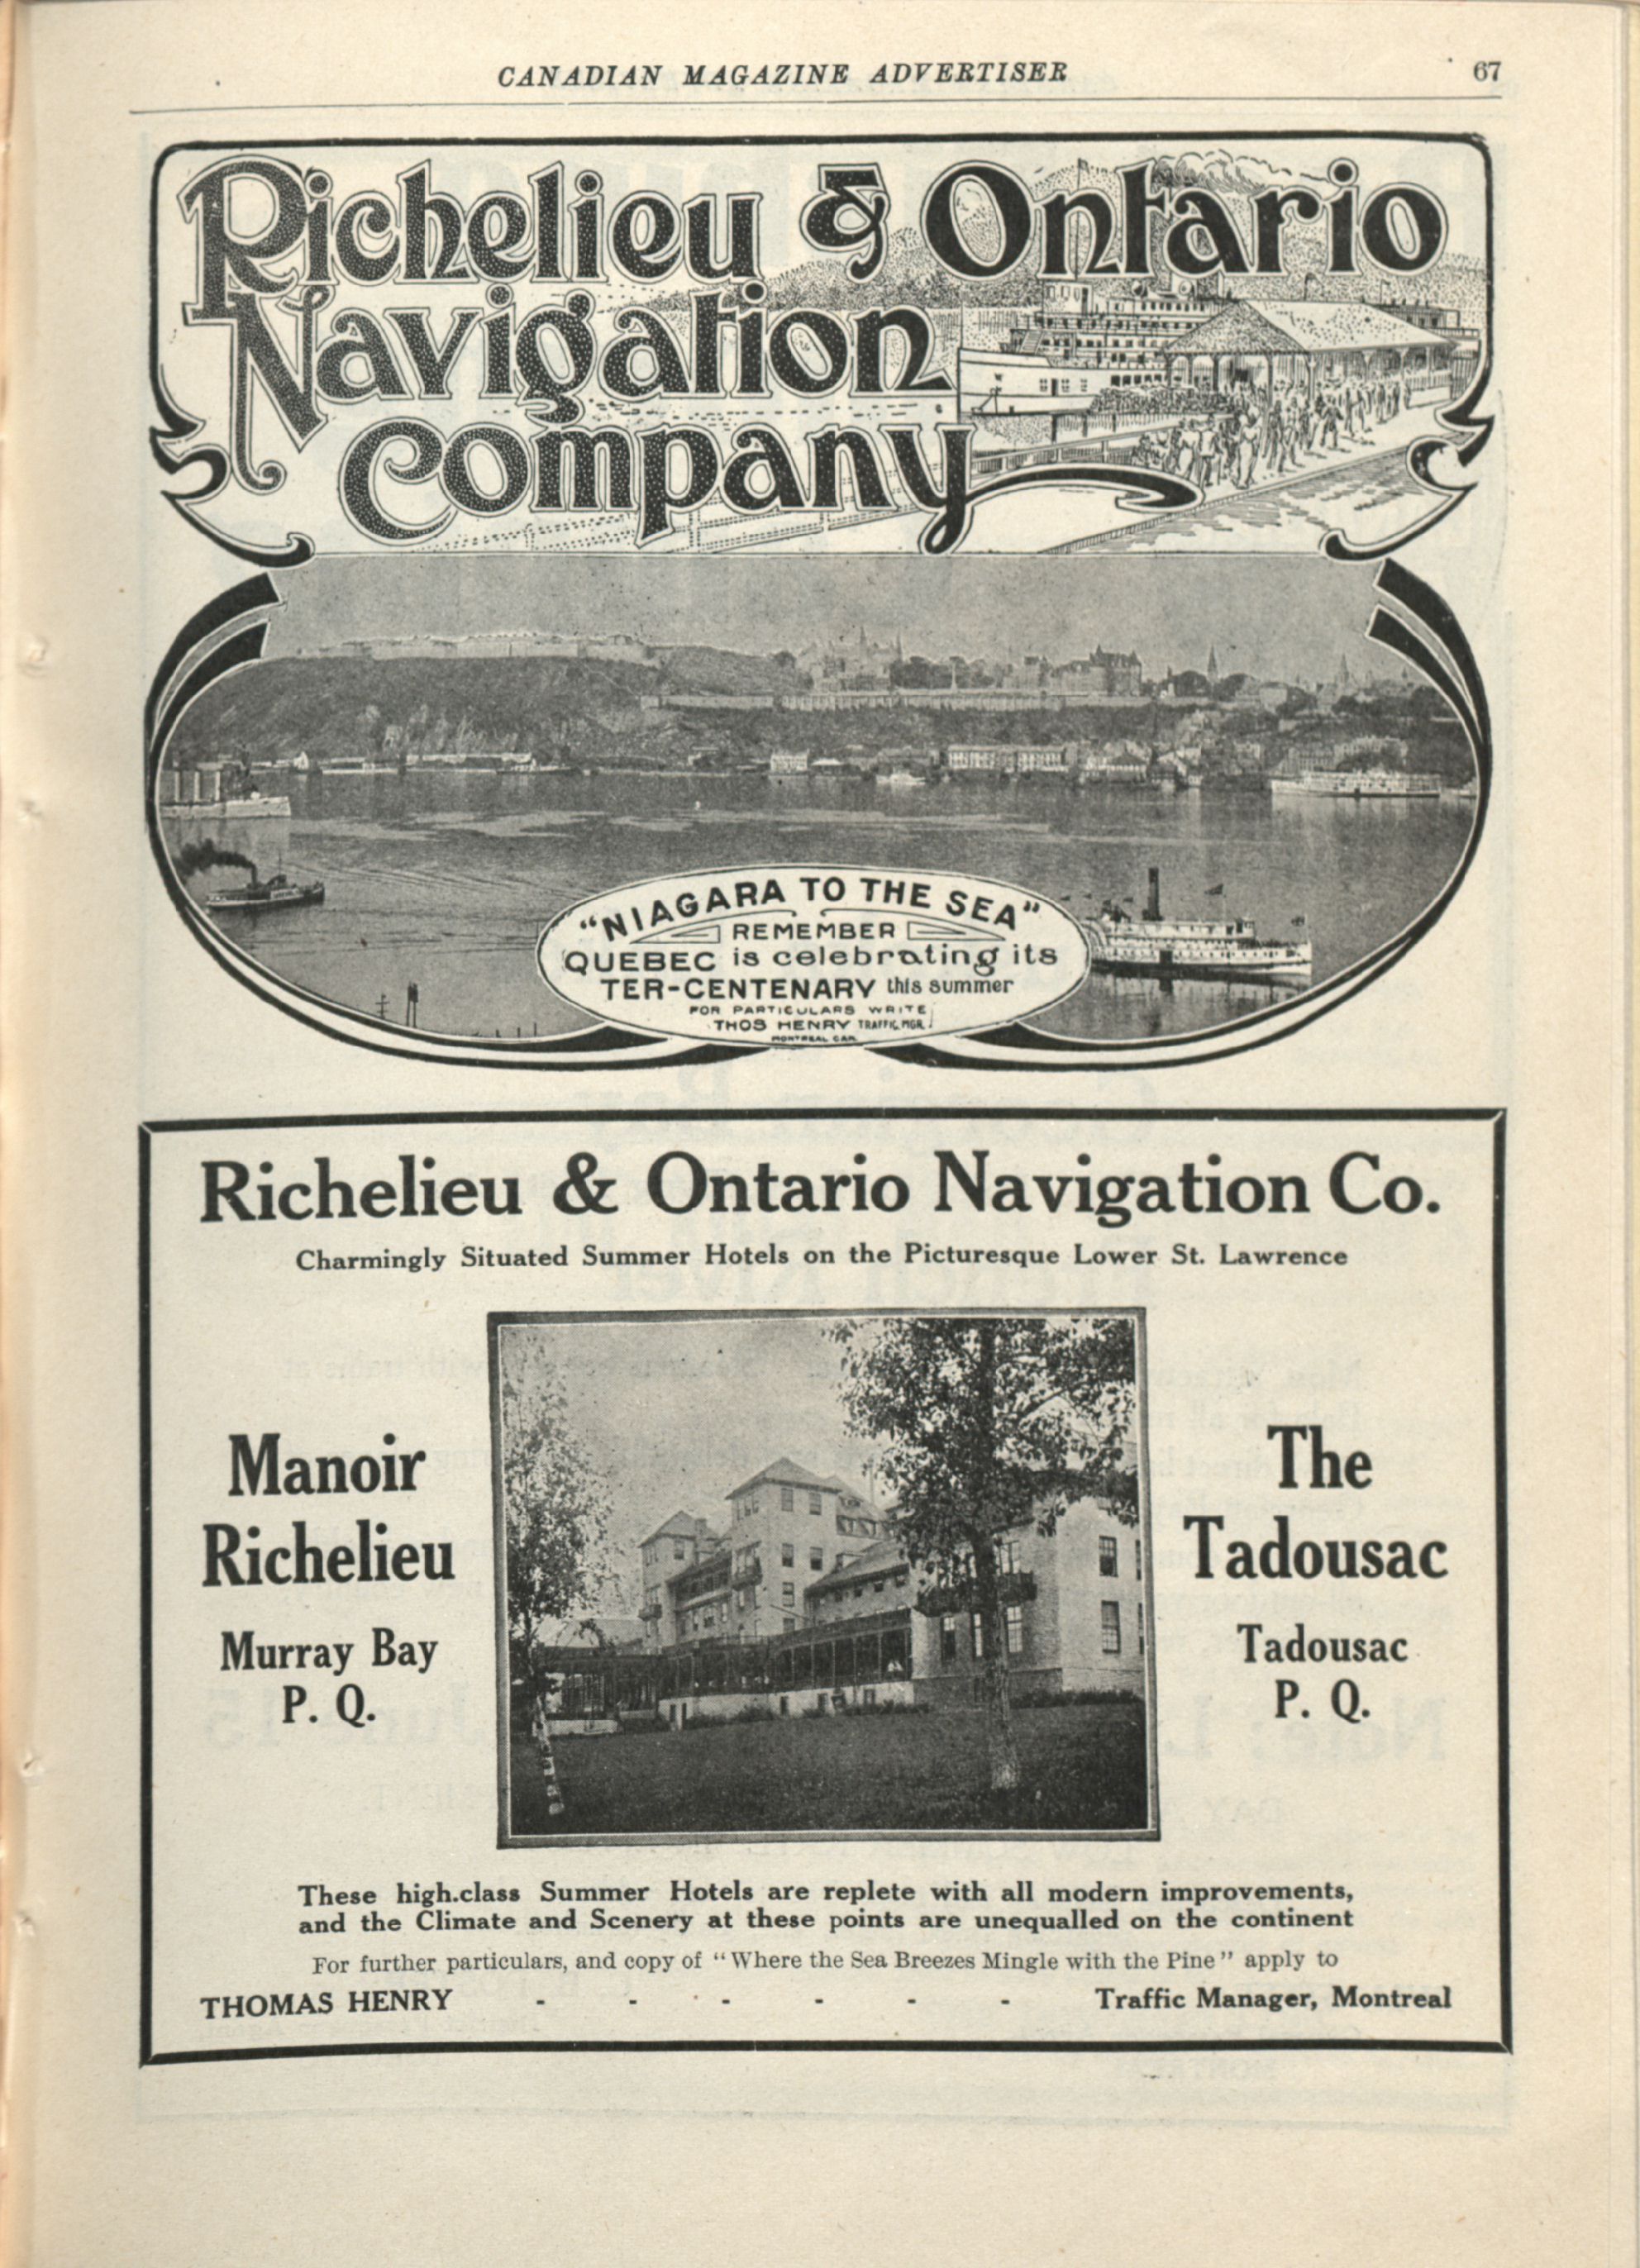 CANADIAN MAGAZINE ADVERTISER 67
Richelieu & Ontario
Navigation
Company
"NIAGARA TO THE SEA"
REMEMBER
QUEBEC is celebrating its
TER-CENTENARY this summer
FOR PARTICULARS WRITE
THOS HENRY TRAFFIC MGR.
MONTREAL CAN.
Richelieu & Ontario Navigation Co.
Charmingly Situated Summer Hotels on the Picturesque Lower St. Lawrence
Manoir
Richelieu
Murray Bay
P. Q.
The
Tadousac
Tadousac
P. Q.
These high.class Summer Hotels are replete with all modern improvements,
and the Climate and Scenery at these points are unequalled on the continent
For further particulars, and copy of "Where the Sea Breezes Mingle with the Pine" apply to
THOMAS HENRY - - - - - - Traffic Manager, Montreal